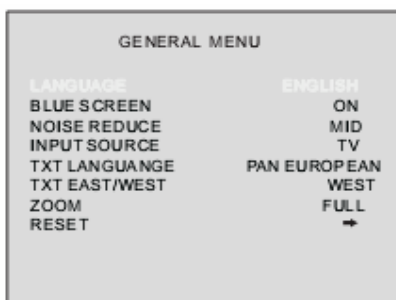 GENERAL MENU
LANGUAGE ENGLISH
BLUE SCREEN ON
NOISE REDUCE MID
INPUT SOURCE TV
TXT LANGUANGE PAN EUROPEAN
TXT EAST/WEST WEST
ZOOM FULL
RESET ➡